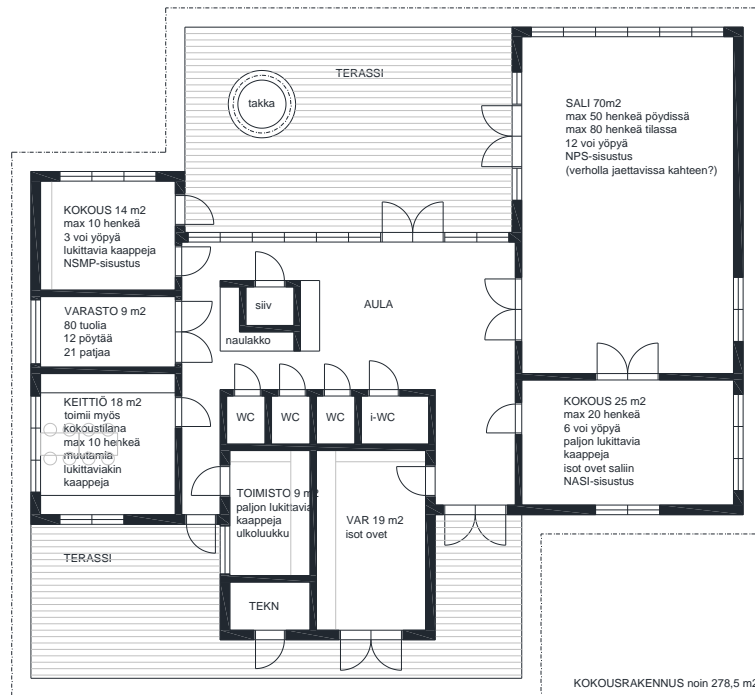 TERASSI
takka
SALI 70m2
max 50 henkeä pöydissä
max 80 henkeä tilassa
12 voi yöpyä
NPS-sisustus
(verholla jaettavissa kahteen?)
KOKOUS 14 m2
max 10 henkeä
3 voi yöpyä
lukittavia kaappeja
NSMP-sisustus
siiv
AULA
naulakko
VARASTO 9 m2
80 tuolia
12 pöytää
21 patjaa
KEITTIÖ 18 m2
toimii myös
kokoustilana
max 10 henkeä
muutamia
lukittaviakin
kaappeja
WC
WC
WC
i-WC
KOKOUS 25 m2
max 20 henkeä
6 voi yöpyä
paljon lukittavia
kaappeja
isot ovet saliin
NASI-sisustus
TOIMISTO 9 m2
paljon lukittavia
kaappeja
ulkoluukku
VAR 19 m2
isot ovet
TERASSI
TEKN
KOKOUSRAKENNUS noin 278,5 m2